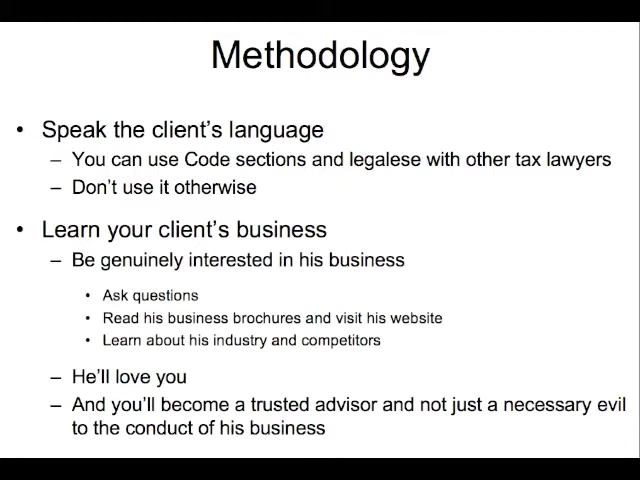 Methodology
• Speak the client's language
– You can use Code sections and legalese with other tax lawyers
– Don't use it otherwise
• Learn your client's business
– Be genuinely interested in his business
• Ask questions
• Read his business brochures and visit his website
• Learn about his industry and competitors
– He'll love you
– And you'll become a trusted advisor and not just a necessary evil
to the conduct of his business